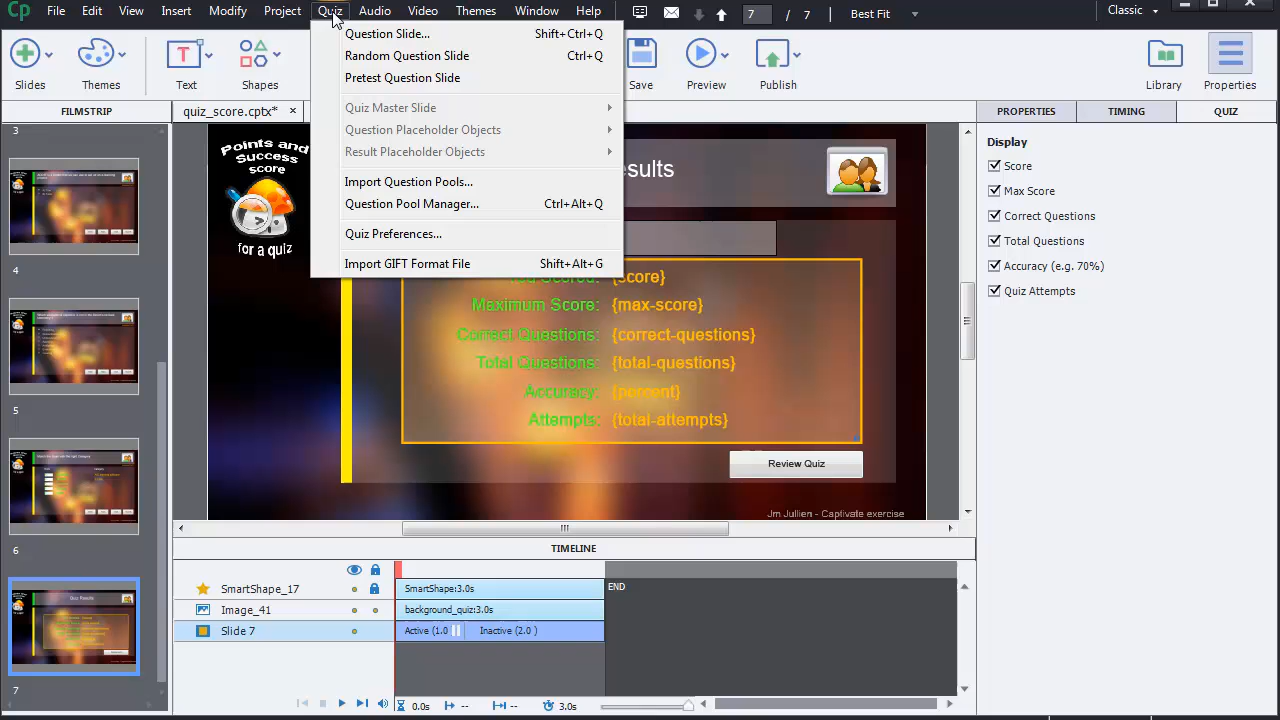 Cp File Edit View Insert Modify Project Quiz Audio Video Themes Window Help 7 / 7 Best Fit Classic
Slides Themes Text Shapes Save Preview Publish Library Properties
Question Slide... Shift+Ctrl+Q
Random Question Slide Ctrl+Q
Pretest Question Slide
Quiz Master Slide
Question Placeholder Objects
Result Placeholder Objects
Import Question Pools...
Question Pool Manager... Ctrl+Alt+Q
Quiz Preferences...
Import GIFT Format File Shift+Alt+G
FILMSTRIP
3
4
5
6
7
quiz_score.cptx* ×
Points and
Success
score
for a quiz
{score}
Maximum Score: {max-score}
Correct Questions: {correct-questions}
Total Questions: {total-questions}
Accuracy: {percent}
Attempts: {total-attempts}
Review Quiz
Jm Jullien - Captivate exercise
PROPERTIES TIMING QUIZ
Display
Score
Max Score
Correct Questions
Total Questions
Accuracy (e.g. 70%)
Quiz Attempts
TIMELINE
SmartShape_17 SmartShape:3.0s END
Image_41 background_quiz:3.0s
Slide 7 Active (1.0 Inactive (2.0 )
0.0s -- -- 3.0s